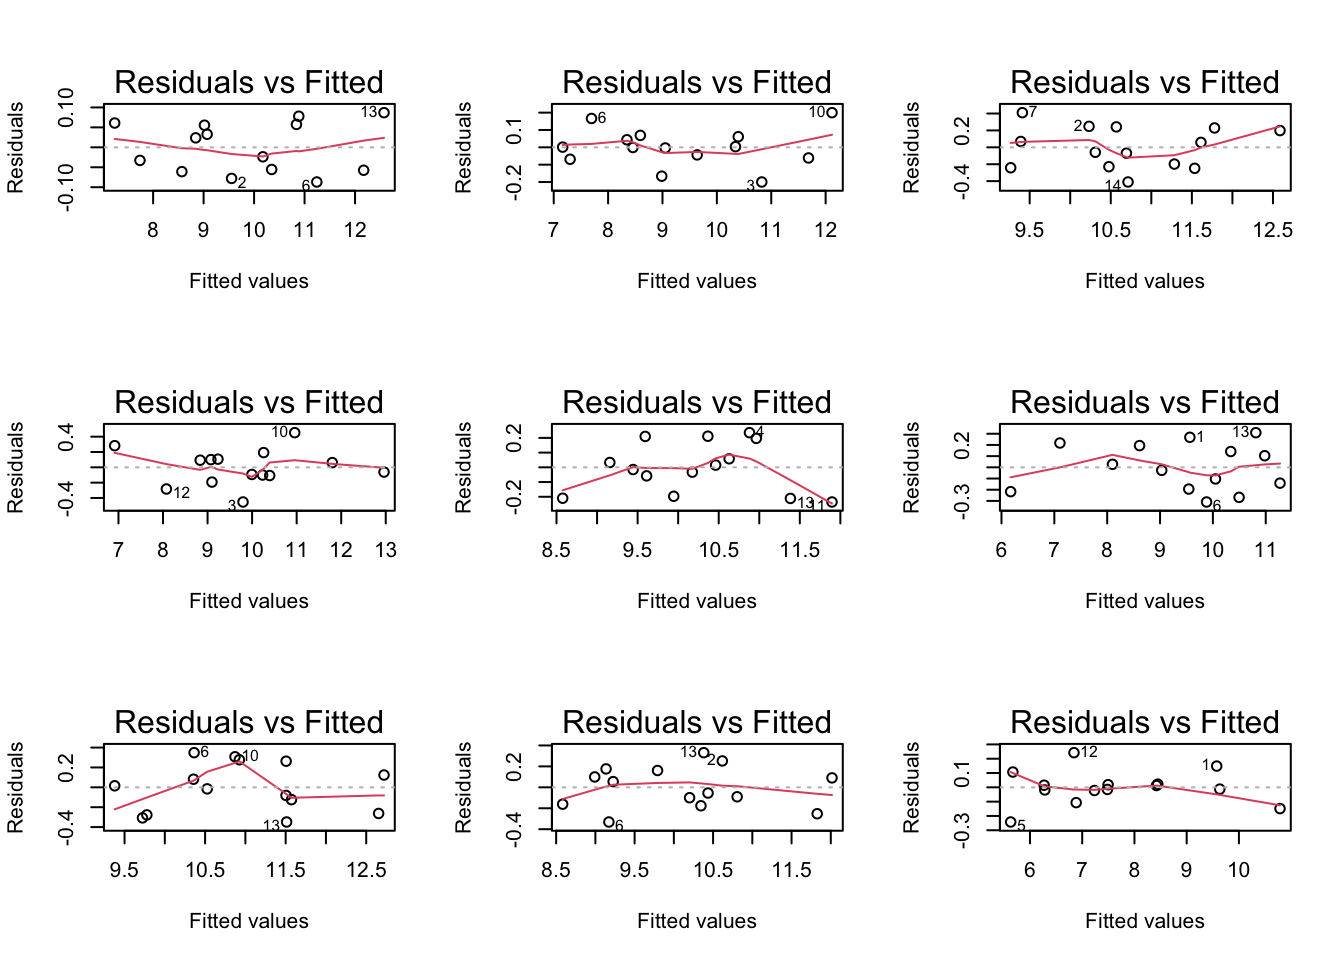 Residuals vs Fitted
Residuals
0.10
-0.10
13
2
6
8 9 10 11 12
Fitted values
Residuals vs Fitted
Residuals
0.1
-0.2
6
10
3
7 8 9 10 11 12
Fitted values
Residuals vs Fitted
Residuals
0.2
-0.4
7
2
14
9.5 10.5 11.5 12.5
Fitted values
Residuals vs Fitted
Residuals
0.4
-0.4
10
12
3
7 8 9 10 11 12 13
Fitted values
Residuals vs Fitted
Residuals
0.2
-0.2
4
13
11
8.5 9.5 10.5 11.5
Fitted values
Residuals vs Fitted
Residuals
0.2
-0.3
1
13
6
6 7 8 9 10 11
Fitted values
Residuals vs Fitted
Residuals
0.2
-0.4
6
10
13
9.5 10.5 11.5 12.5
Fitted values
Residuals vs Fitted
Residuals
0.2
-0.4
13
2
6
8.5 9.5 10.5 11.5
Fitted values
Residuals vs Fitted
Residuals
0.1
-0.3
12
1
5
6 7 8 9 10
Fitted values